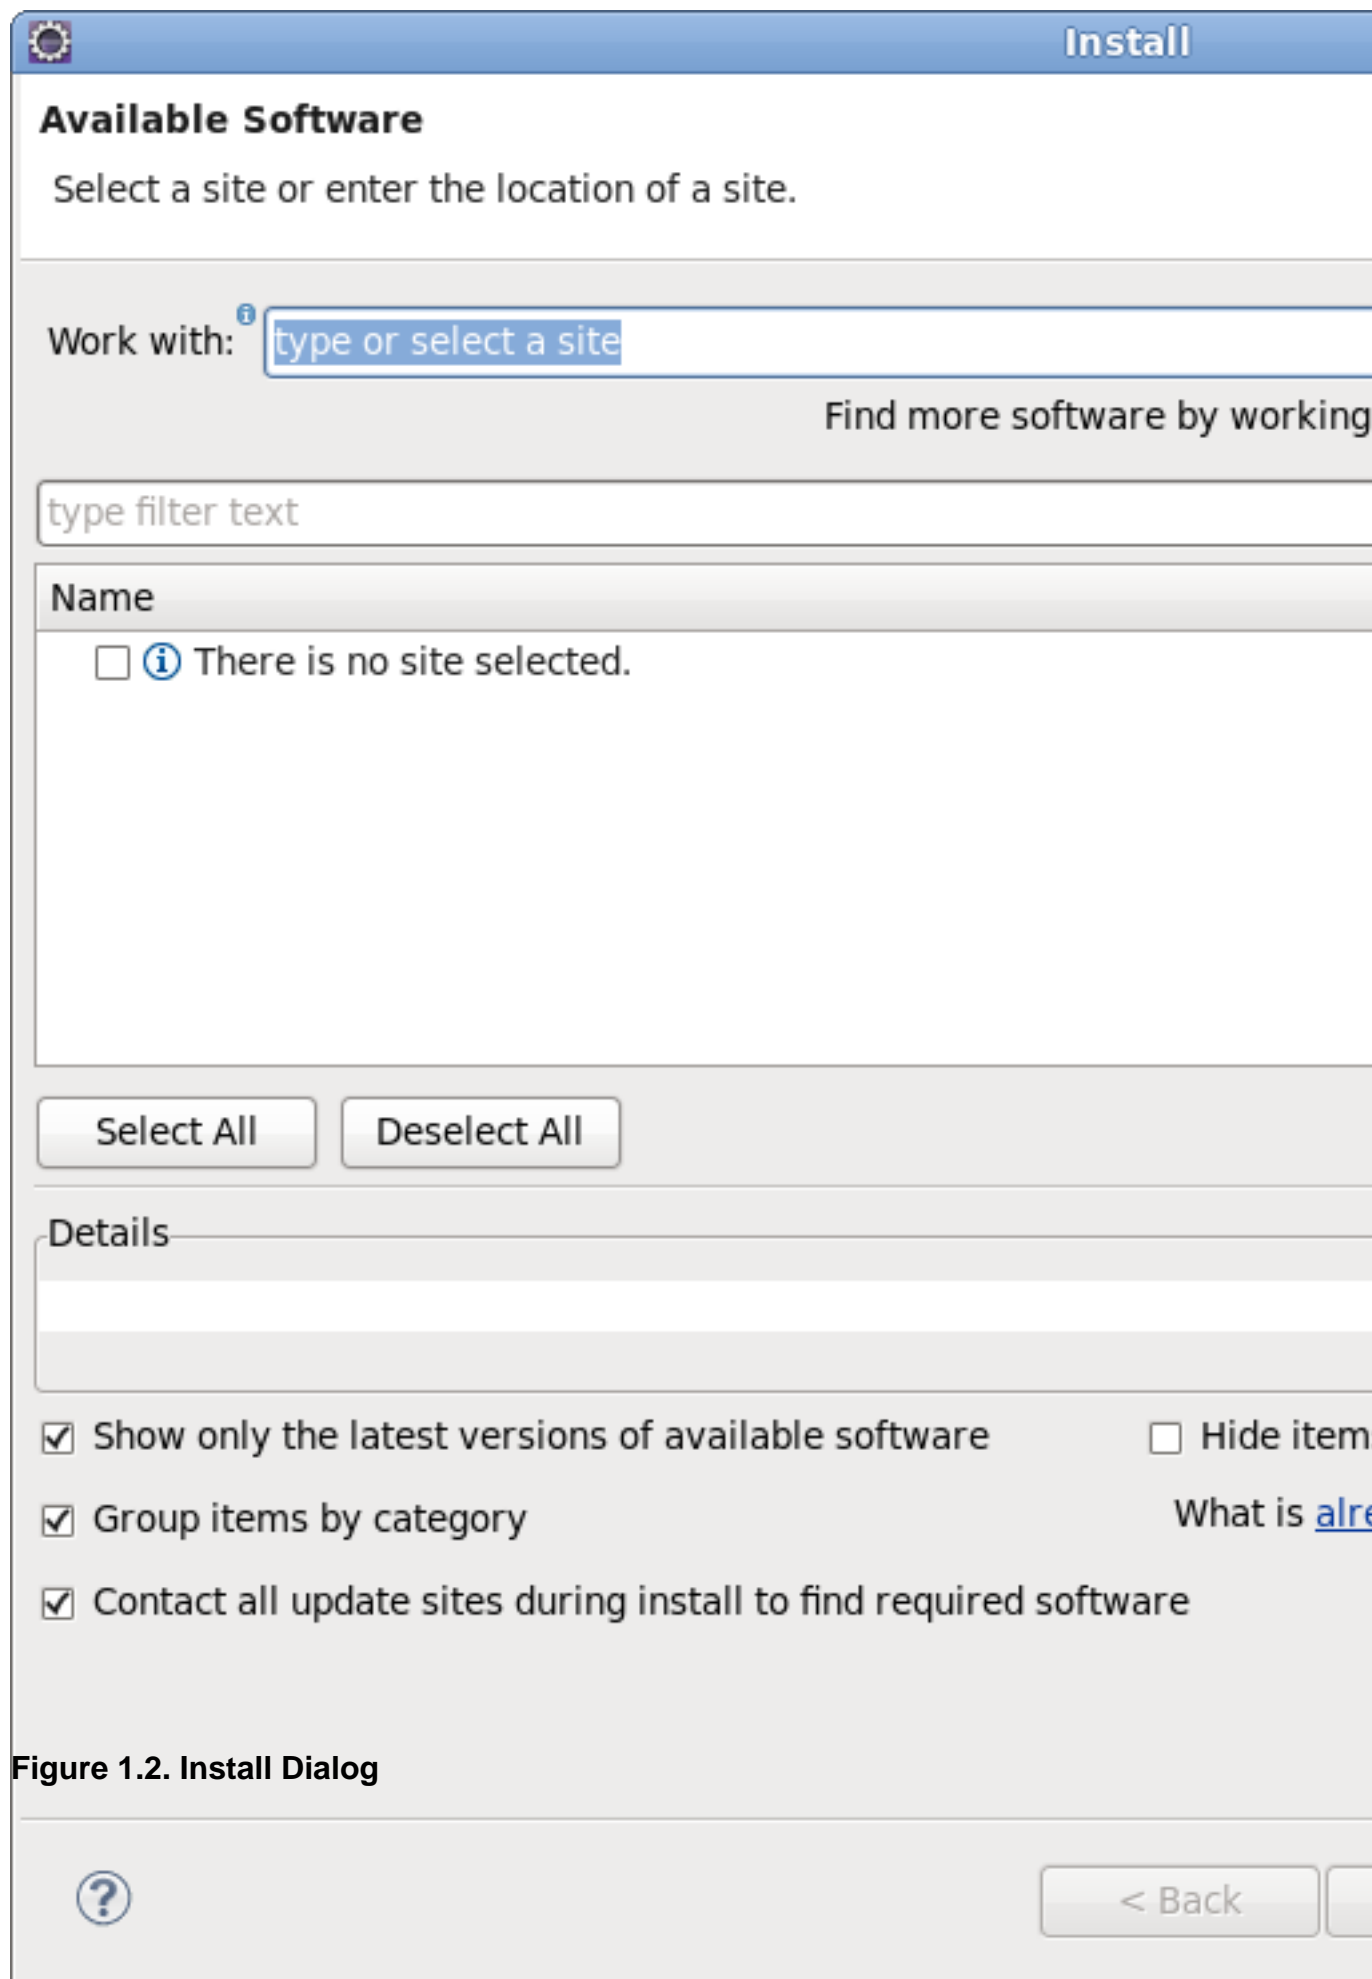 Install
Available Software
Select a site or enter the location of a site.
Work with: type or select a site
Find more software by working
type filter text
Name
There is no site selected.
Select All Deselect All
Details
Show only the latest versions of available software Hide item
Group items by category What is alre
Contact all update sites during install to find required software
Figure 1.2. Install Dialog
< Back